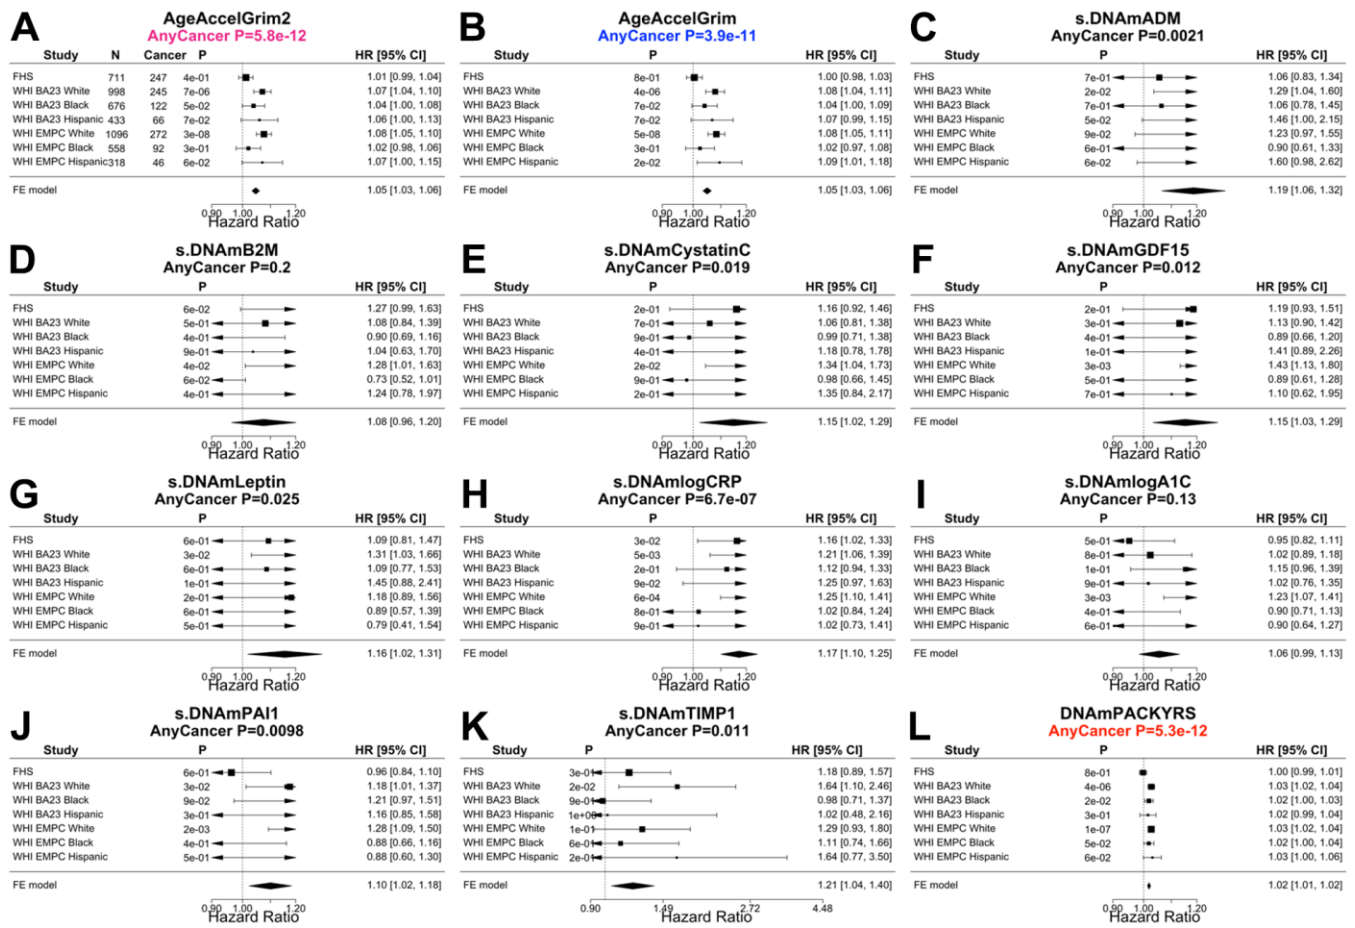 A
AgeAccelGrim2
AnyCancer P=5.8e-12
Study N Cancer P HR [95% CI]
FHS 711 247 4e-01 1.01 [0.99, 1.04]
WHI BA23 White 998 245 7e-06 1.07 [1.04, 1.10]
WHI BA23 Black 676 122 5e-02 1.04 [1.00, 1.08]
WHI BA23 Hispanic 433 66 7e-02 1.06 [1.00, 1.13]
WHI EMPC White 1096 272 3e-08 1.08 [1.05, 1.10]
WHI EMPC Black 558 92 3e-01 1.02 [0.98, 1.06]
WHI EMPC Hispanic 318 46 6e-02 1.07 [1.00, 1.15]
FE model 1.05 [1.03, 1.06]
0.90 1.00 1.20
Hazard Ratio
B
AgeAccelGrim
AnyCancer P=3.9e-11
Study P HR [95% CI]
FHS 8e-01 1.00 [0.98, 1.03]
WHI BA23 White 4e-06 1.08 [1.04, 1.11]
WHI BA23 Black 7e-02 1.04 [1.00, 1.09]
WHI BA23 Hispanic 7e-02 1.07 [0.99, 1.15]
WHI EMPC White 5e-08 1.08 [1.05, 1.11]
WHI EMPC Black 3e-01 1.02 [0.97, 1.08]
WHI EMPC Hispanic 2e-02 1.09 [1.01, 1.18]
FE model 1.05 [1.03, 1.06]
0.90 1.00 1.20
Hazard Ratio
C
s.DNAmADM
AnyCancer P=0.0021
Study P HR [95% CI]
FHS 7e-01 1.06 [0.83, 1.34]
WHI BA23 White 2e-02 1.29 [1.04, 1.60]
WHI BA23 Black 7e-01 1.06 [0.78, 1.45]
WHI BA23 Hispanic 5e-02 1.46 [1.00, 2.15]
WHI EMPC White 9e-02 1.23 [0.97, 1.55]
WHI EMPC Black 6e-01 0.90 [0.61, 1.33]
WHI EMPC Hispanic 6e-02 1.60 [0.98, 2.62]
FE model 1.19 [1.06, 1.32]
0.90 1.00 1.20
Hazard Ratio
D
s.DNAmB2M
AnyCancer P=0.2
Study P HR [95% CI]
FHS 6e-02 1.27 [0.99, 1.63]
WHI BA23 White 5e-01 1.08 [0.84, 1.39]
WHI BA23 Black 4e-01 0.90 [0.69, 1.16]
WHI BA23 Hispanic 9e-01 1.04 [0.63, 1.70]
WHI EMPC White 4e-02 1.28 [1.01, 1.63]
WHI EMPC Black 6e-02 0.73 [0.52, 1.01]
WHI EMPC Hispanic 4e-01 1.24 [0.78, 1.97]
FE model 1.08 [0.96, 1.20]
0.90 1.00 1.20
Hazard Ratio
E
s.DNAmCystatinC
AnyCancer P=0.019
Study P HR [95% CI]
FHS 2e-01 1.16 [0.92, 1.46]
WHI BA23 White 7e-01 1.06 [0.81, 1.38]
WHI BA23 Black 9e-01 0.99 [0.71, 1.38]
WHI BA23 Hispanic 4e-01 1.18 [0.78, 1.78]
WHI EMPC White 2e-02 1.34 [1.04, 1.73]
WHI EMPC Black 9e-01 0.98 [0.66, 1.45]
WHI EMPC Hispanic 2e-01 1.35 [0.84, 2.17]
FE model 1.15 [1.02, 1.29]
0.90 1.00 1.20
Hazard Ratio
F
s.DNAmGDF15
AnyCancer P=0.012
Study P HR [95% CI]
FHS 2e-01 1.19 [0.93, 1.51]
WHI BA23 White 3e-01 1.13 [0.90, 1.42]
WHI BA23 Black 4e-01 0.89 [0.66, 1.20]
WHI BA23 Hispanic 1e-01 1.41 [0.89, 2.26]
WHI EMPC White 3e-03 1.43 [1.13, 1.80]
WHI EMPC Black 5e-01 0.89 [0.61, 1.28]
WHI EMPC Hispanic 7e-01 1.10 [0.62, 1.95]
FE model 1.15 [1.03, 1.29]
0.90 1.00 1.20
Hazard Ratio
G
s.DNAmLeptin
AnyCancer P=0.025
Study P HR [95% CI]
FHS 6e-01 1.09 [0.81, 1.47]
WHI BA23 White 3e-02 1.31 [1.03, 1.66]
WHI BA23 Black 6e-01 1.09 [0.77, 1.53]
WHI BA23 Hispanic 1e-01 1.45 [0.88, 2.41]
WHI EMPC White 2e-01 1.18 [0.89, 1.56]
WHI EMPC Black 6e-01 0.89 [0.57, 1.39]
WHI EMPC Hispanic 5e-01 0.79 [0.41, 1.54]
FE model 1.16 [1.02, 1.31]
0.90 1.00 1.20
Hazard Ratio
H
s.DNAmlogCRP
AnyCancer P=6.7e-07
Study P HR [95% CI]
FHS 3e-02 1.16 [1.02, 1.33]
WHI BA23 White 5e-03 1.21 [1.06, 1.39]
WHI BA23 Black 2e-01 1.12 [0.94, 1.33]
WHI BA23 Hispanic 9e-02 1.25 [0.97, 1.63]
WHI EMPC White 6e-04 1.25 [1.10, 1.41]
WHI EMPC Black 8e-01 1.02 [0.84, 1.24]
WHI EMPC Hispanic 9e-01 1.02 [0.73, 1.41]
FE model 1.17 [1.10, 1.25]
0.90 1.00 1.20
Hazard Ratio
I
s.DNAmlogA1C
AnyCancer P=0.13
Study P HR [95% CI]
FHS 5e-01 0.95 [0.82, 1.11]
WHI BA23 White 8e-01 1.02 [0.89, 1.18]
WHI BA23 Black 1e-01 1.15 [0.96, 1.39]
WHI BA23 Hispanic 9e-01 1.02 [0.76, 1.35]
WHI EMPC White 3e-03 1.23 [1.07, 1.41]
WHI EMPC Black 4e-01 0.90 [0.71, 1.13]
WHI EMPC Hispanic 6e-01 0.90 [0.64, 1.27]
FE model 1.06 [0.99, 1.13]
0.90 1.00 1.20
Hazard Ratio
J
s.DNAmPAI1
AnyCancer P=0.0098
Study P HR [95% CI]
FHS 6e-01 0.96 [0.84, 1.10]
WHI BA23 White 3e-02 1.18 [1.01, 1.37]
WHI BA23 Black 9e-02 1.21 [0.97, 1.51]
WHI BA23 Hispanic 3e-01 1.16 [0.85, 1.58]
WHI EMPC White 2e-03 1.28 [1.09, 1.50]
WHI EMPC Black 4e-01 0.88 [0.66, 1.16]
WHI EMPC Hispanic 5e-01 0.88 [0.60, 1.30]
FE model 1.10 [1.02, 1.18]
0.90 1.00 1.20
Hazard Ratio
K
s.DNAmTIMP1
AnyCancer P=0.011
Study P HR [95% CI]
FHS 3e-01 1.18 [0.89, 1.57]
WHI BA23 White 2e-02 1.64 [1.10, 2.46]
WHI BA23 Black 9e-01 0.98 [0.71, 1.37]
WHI BA23 Hispanic 1e+00 1.02 [0.48, 2.16]
WHI EMPC White 1e-01 1.29 [0.93, 1.80]
WHI EMPC Black 6e-01 1.11 [0.74, 1.66]
WHI EMPC Hispanic 2e-01 1.64 [0.77, 3.50]
FE model 1.21 [1.04, 1.40]
0.90 1.49 2.72 4.48
Hazard Ratio
L
DNAmPACKYRS
AnyCancer P=5.3e-12
Study P HR [95% CI]
FHS 8e-01 1.00 [0.99, 1.01]
WHI BA23 White 4e-06 1.03 [1.02, 1.04]
WHI BA23 Black 2e-02 1.02 [1.00, 1.03]
WHI BA23 Hispanic 3e-01 1.02 [0.99, 1.04]
WHI EMPC White 1e-07 1.03 [1.02, 1.04]
WHI EMPC Black 5e-02 1.02 [1.00, 1.04]
WHI EMPC Hispanic 6e-02 1.03 [1.00, 1.06]
FE model 1.02 [1.01, 1.02]
0.90 1.00 1.20
Hazard Ratio